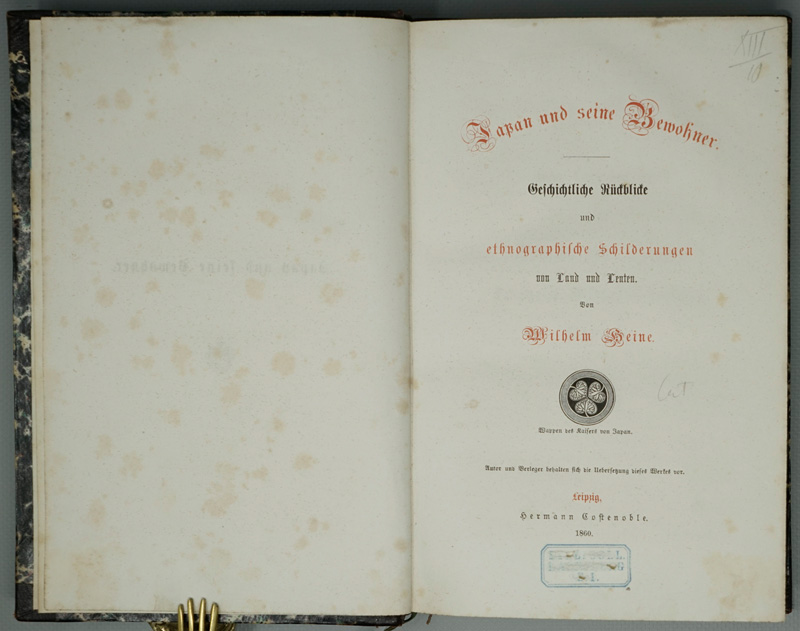 XIII
10
Japan und seine Bewohner.
Geschichtliche Rückblicke
und
ethnographische Schilderungen
von Land und Leuten.
Von
Wilhelm Heine.
Wappen des Kaisers von Japan.
Autor und Verleger behalten sich die Uebersetzung dieses Werkes vor.
Leipzig,
Hermann Costenoble.
1860.